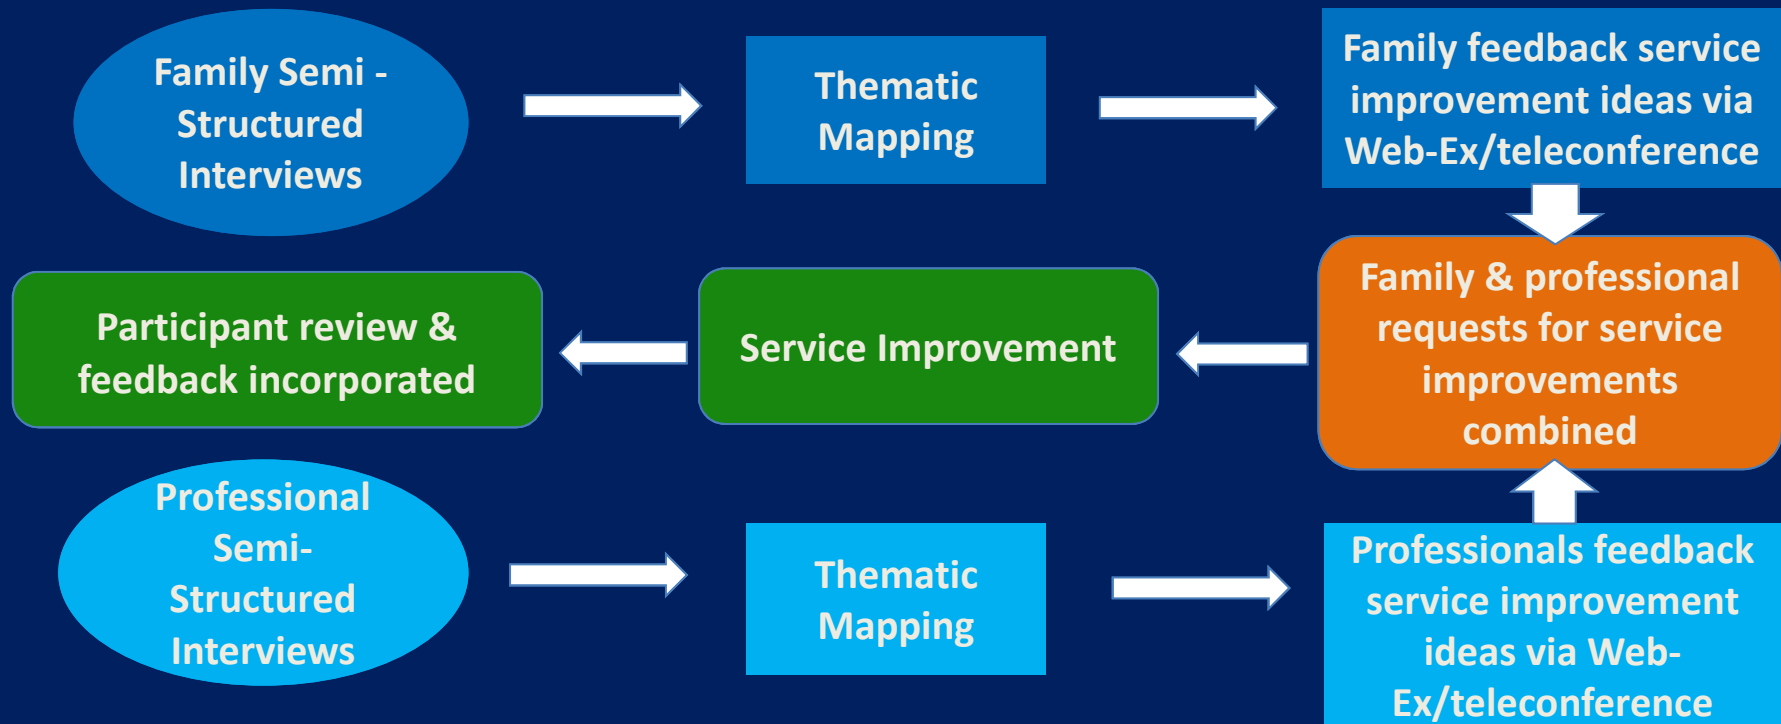 Family Semi -
Structured
Interviews
Thematic
Mapping
Family feedback service
improvement ideas via
Web-Ex/teleconference
Participant review &
feedback incorporated
Service Improvement
Family & professional
requests for service
improvements
combined
Professional
Semi-
Structured
Interviews
Thematic
Mapping
Professionals feedback
service improvement
ideas via Web-
Ex/teleconference